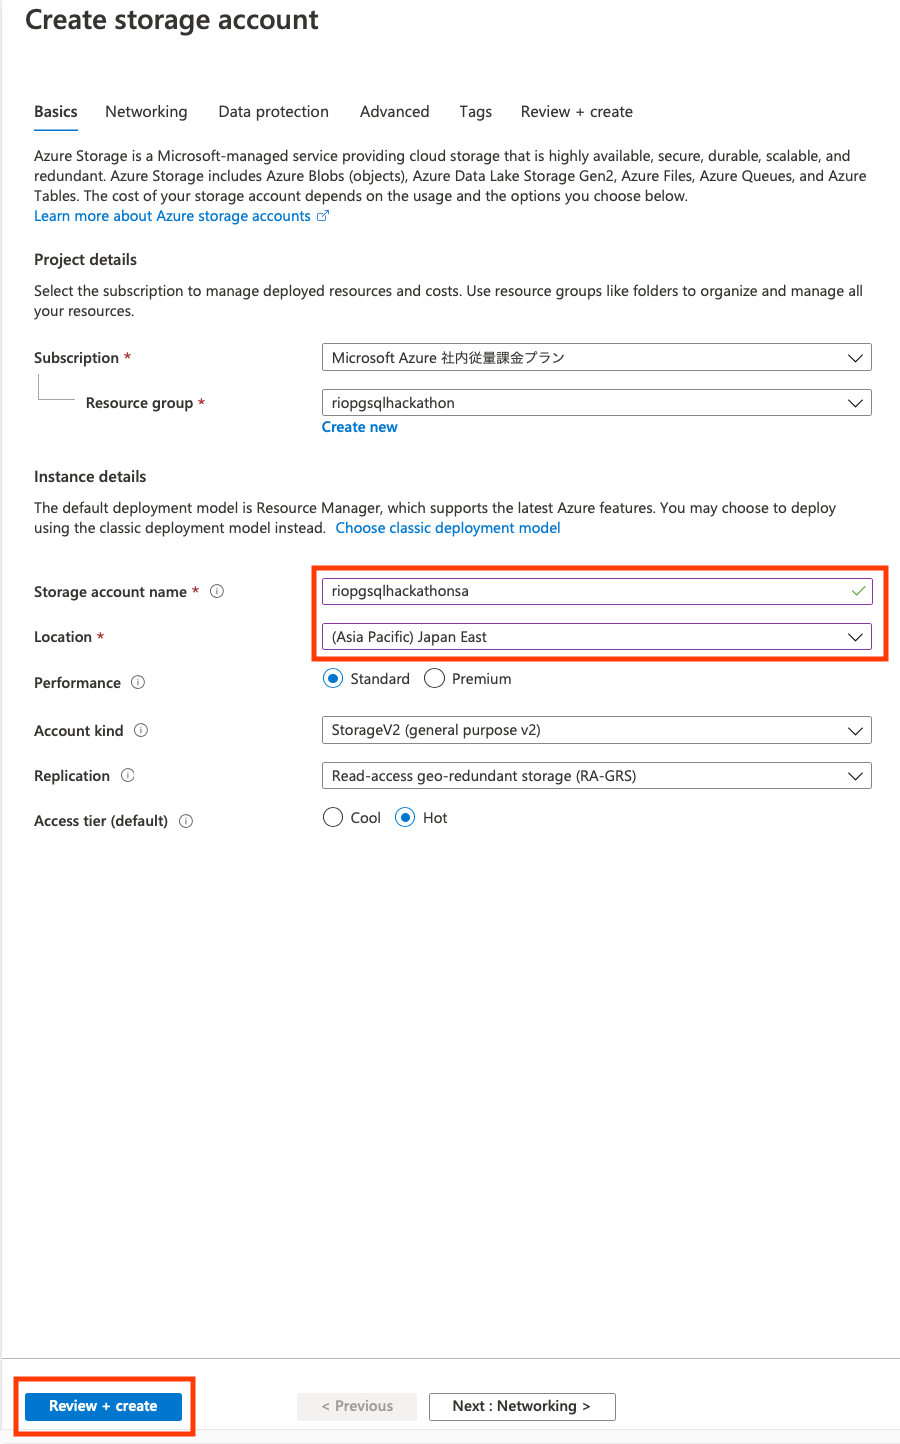 Create storage account
Basics Networking Data protection Advanced Tags Review + create
Azure Storage is a Microsoft-managed service providing cloud storage that is highly available, secure, durable, scalable, and
redundant. Azure Storage includes Azure Blobs (objects), Azure Data Lake Storage Gen2, Azure Files, Azure Queues, and Azure
Tables. The cost of your storage account depends on the usage and the options you choose below.
Learn more about Azure storage accounts
Project details
Select the subscription to manage deployed resources and costs. Use resource groups like folders to organize and manage all
your resources.
Subscription * Microsoft Azure 社内従量課金プラン
Resource group * riopgsqlhackathon
Create new
Instance details
The default deployment model is Resource Manager, which supports the latest Azure features. You may choose to deploy
using the classic deployment model instead. Choose classic deployment model
Storage account name * riopgsqlhackathonsa
Location * (Asia Pacific) Japan East
Performance Standard Premium
Account kind StorageV2 (general purpose v2)
Replication Read-access geo-redundant storage (RA-GRS)
Access tier (default) Cool Hot
Review + create < Previous Next : Networking >